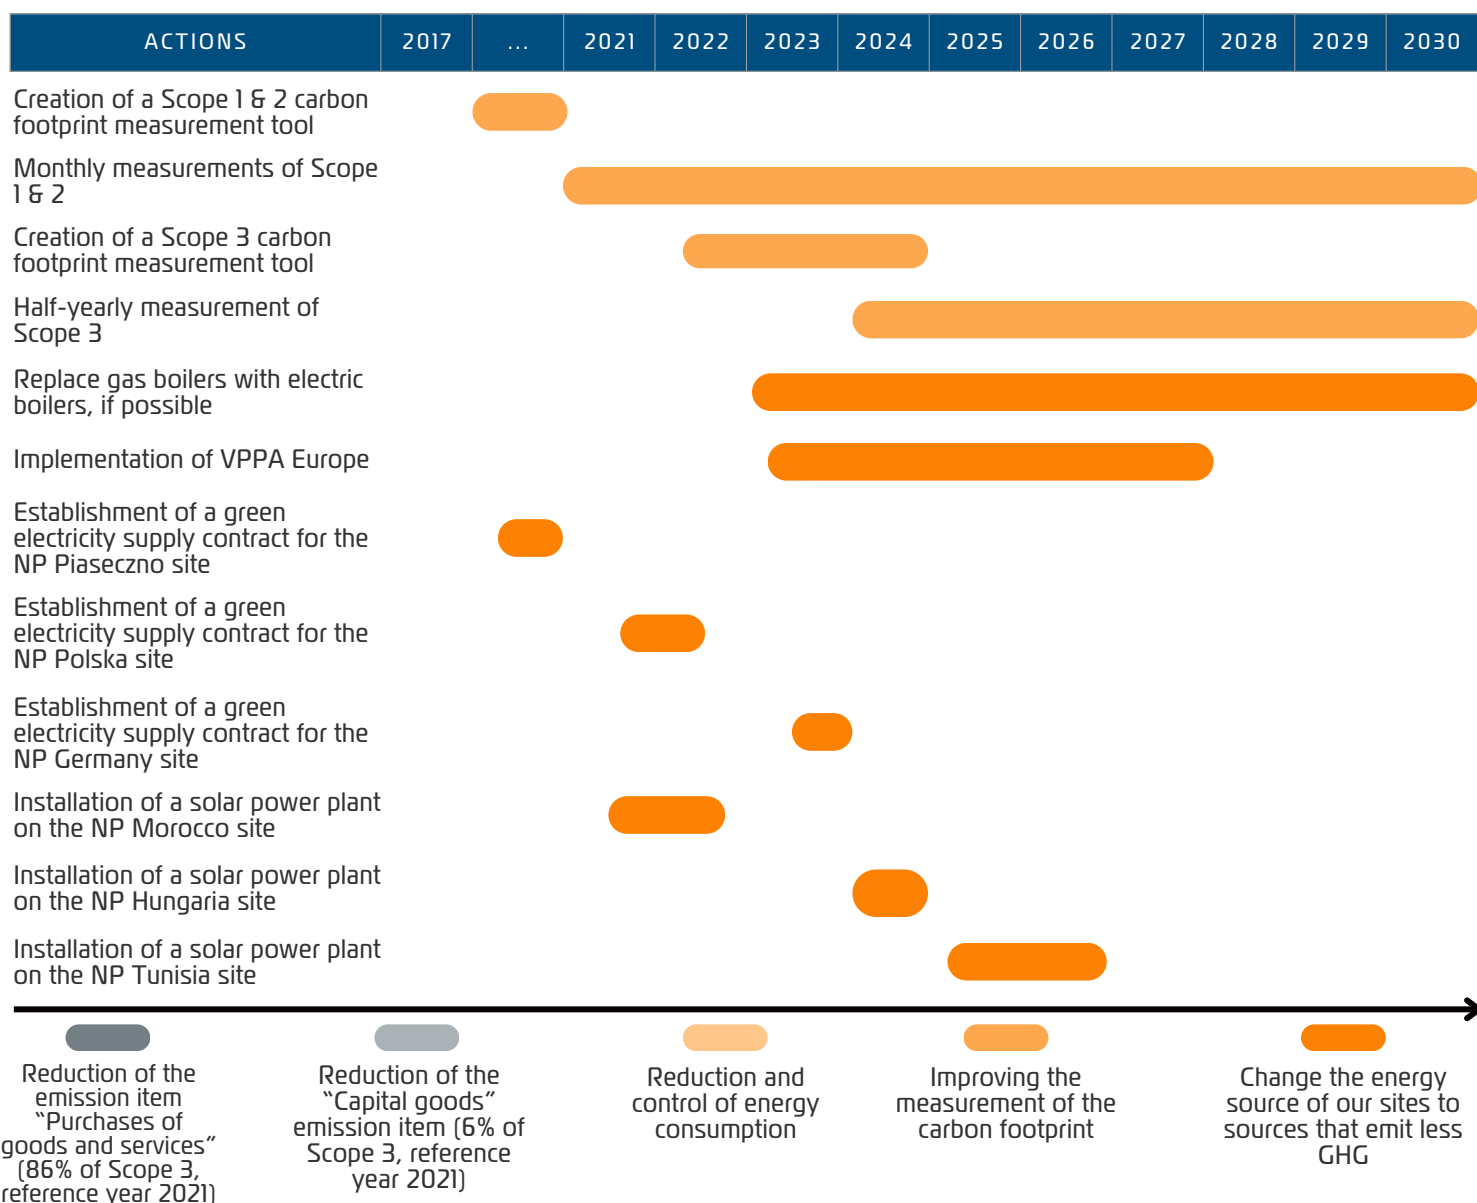 ACTIONS 2017 ... 2021 2022 2023 2024 2025 2026 2027 2028 2029 2030
Creation of a Scope 1 & 2 carbon
footprint measurement tool
Monthly measurements of Scope
1 & 2
Creation of a Scope 3 carbon
footprint measurement tool
Half-yearly measurement of
Scope 3
Replace gas boilers with electric
boilers, if possible
Implementation of VPPA Europe
Establishment of a green
electricity supply contract for the
NP Piaseczno site
Establishment of a green
electricity supply contract for the
NP Polska site
Establishment of a green
electricity supply contract for the
NP Germany site
Installation of a solar power plant
on the NP Morocco site
Installation of a solar power plant
on the NP Hungaria site
Installation of a solar power plant
on the NP Tunisia site
Reduction of the
emission item
“Purchases of
goods and services”
(86% of Scope 3,
reference year 2021)
Reduction of the
“Capital goods”
emission item (6% of
Scope 3, reference
year 2021)
Reduction and
control of energy
consumption
Improving the
measurement of the
carbon footprint
Change the energy
source of our sites to
sources that emit less
GHG